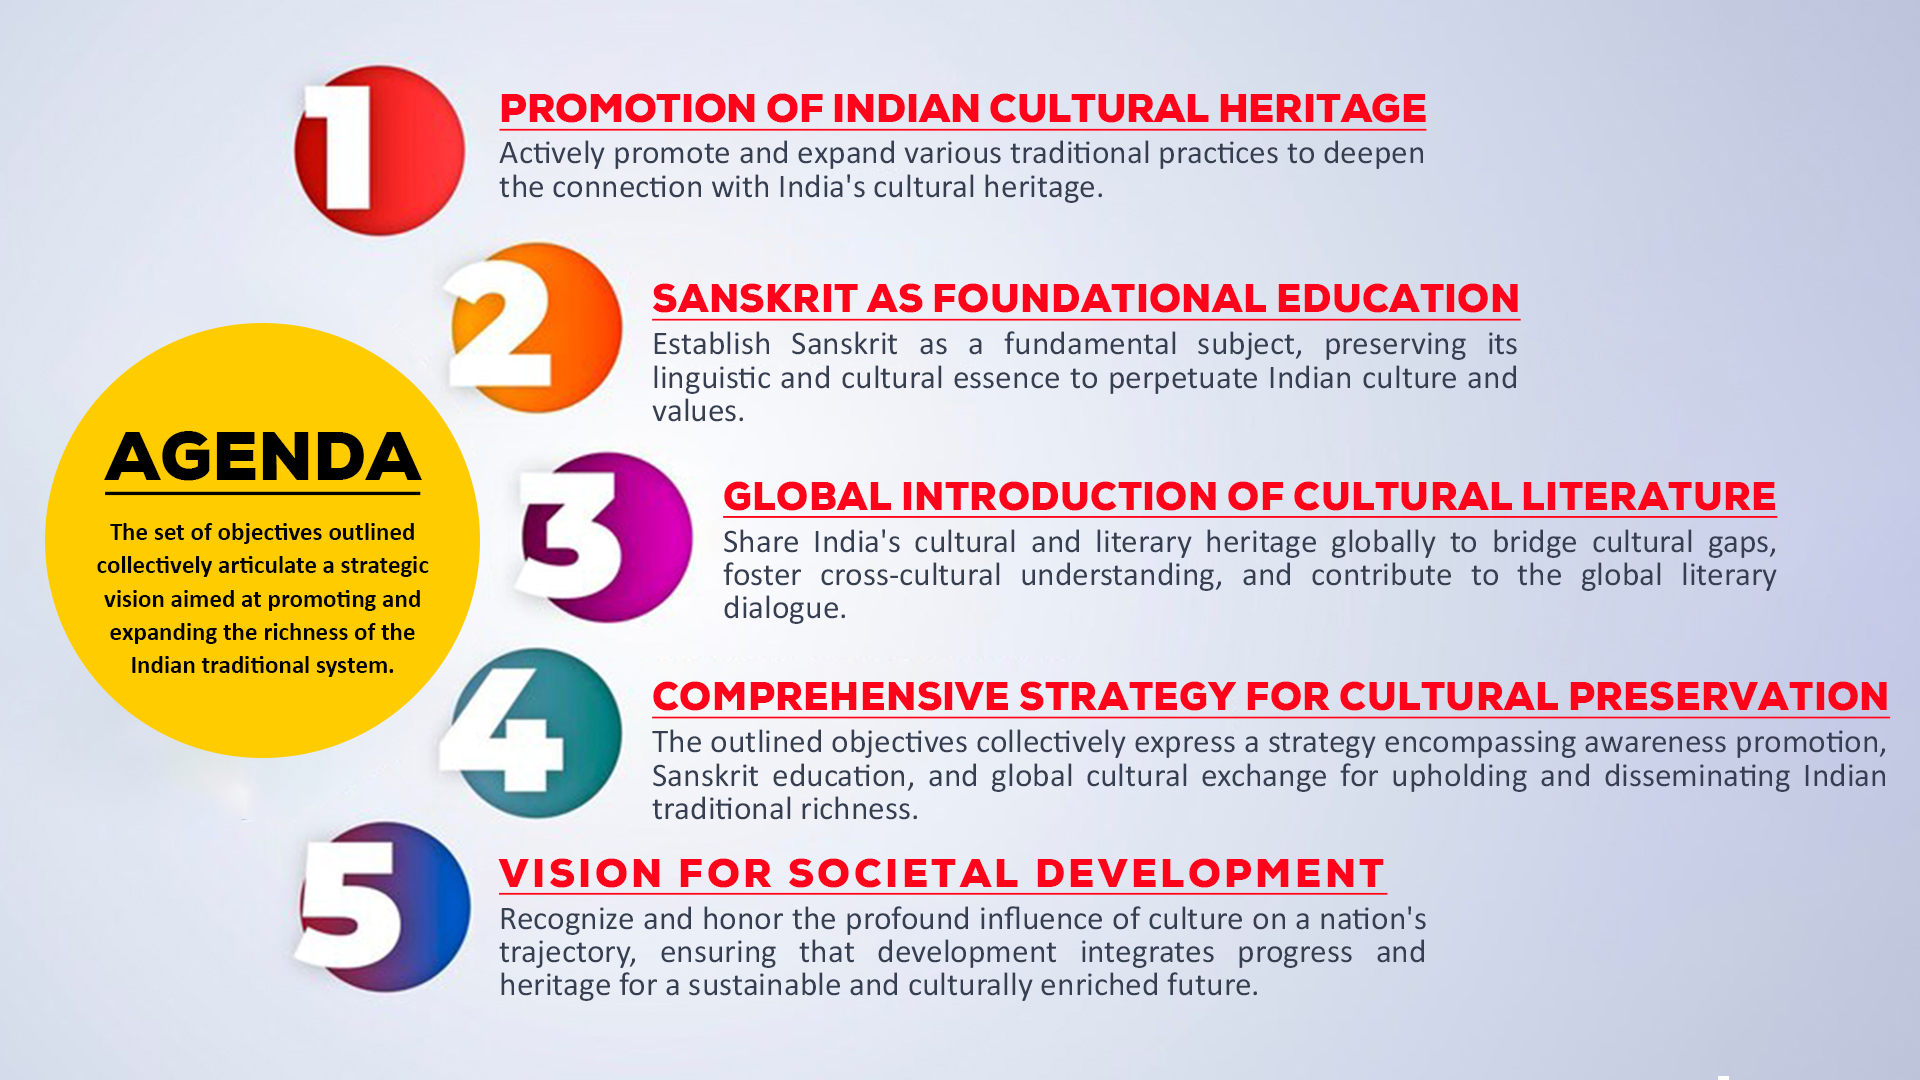 1
PROMOTION OF INDIAN CULTURAL HERITAGE
Actively promote and expand various traditional practices to deepen
the connection with India's cultural heritage.
2
SANSKRIT AS FOUNDATIONAL EDUCATION
Establish Sanskrit as a fundamental subject, preserving its
linguistic and cultural essence to perpetuate Indian culture and
values.
AGENDA
The set of objectives outlined
collectively articulate a strategic
vision aimed at promoting and
expanding the richness of the
Indian traditional system.
3
GLOBAL INTRODUCTION OF CULTURAL LITERATURE
Share India's cultural and literary heritage globally to bridge cultural gaps,
foster cross-cultural understanding, and contribute to the global literary
dialogue.
4
COMPREHENSIVE STRATEGY FOR CULTURAL PRESERVATION
The outlined objectives collectively express a strategy encompassing awareness promotion,
Sanskrit education, and global cultural exchange for upholding and disseminating Indian
traditional richness.
5
VISION FOR SOCIETAL DEVELOPMENT
Recognize and honor the profound influence of culture on a nation's
trajectory, ensuring that development integrates progress and
heritage for a sustainable and culturally enriched future.